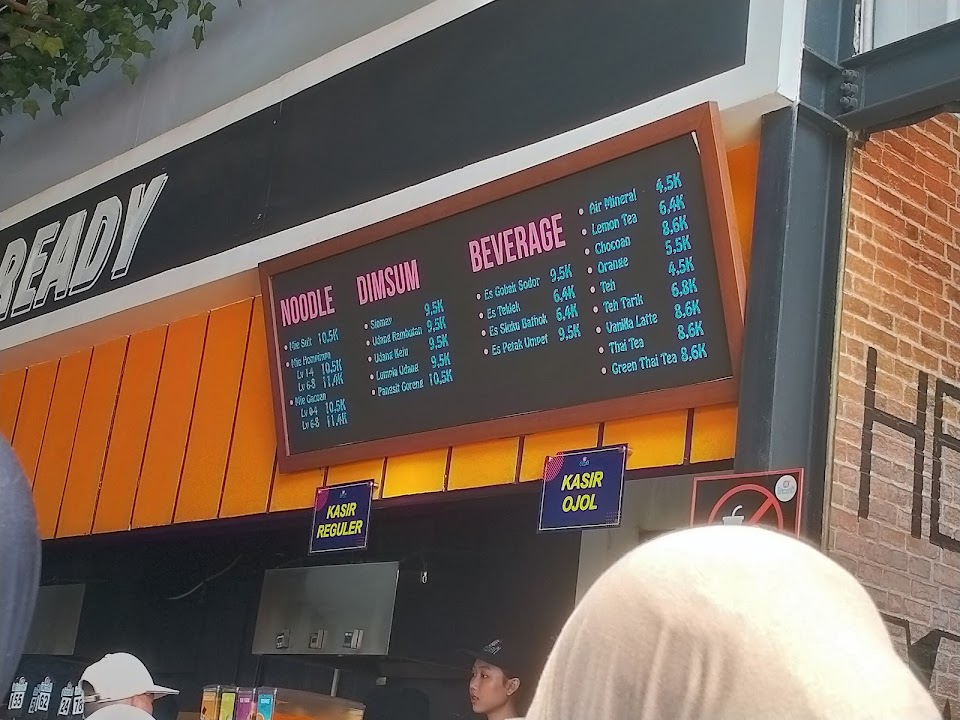 READY
NOODLE
Mie Suit 10,5K
Mie Hompimpa
Lv 1-4 10,5K
Lv 6-8 11,4K
Mie Gacoan
Lv 0-4 10,5K
Lv 6-8 11,4K
DIMSUM
Siomay 9,5K
Udang Rambutan 9,5K
Udang Keju 9,5K
Lumpia Udang 9,5K
Pangsit Goreng 10,5K
BEVERAGE
Es Gobak Sodor 9,5K
Es Teklek 6,4K
Es Sluku Bathok 6,4K
Es Petak Umpet 9,5K
Air Mineral 4,5K
Lemon Tea 6,4K
Chocoan 8,6K
Orange 5,5K
Teh 4,5K
Teh Tarik 6,8K
Vanilla Latte 8,6K
Thai Tea 8,6K
Green Thai Tea 8,6K
KASIR
REGULER
KASIR
OJOL
HE
155
162
24